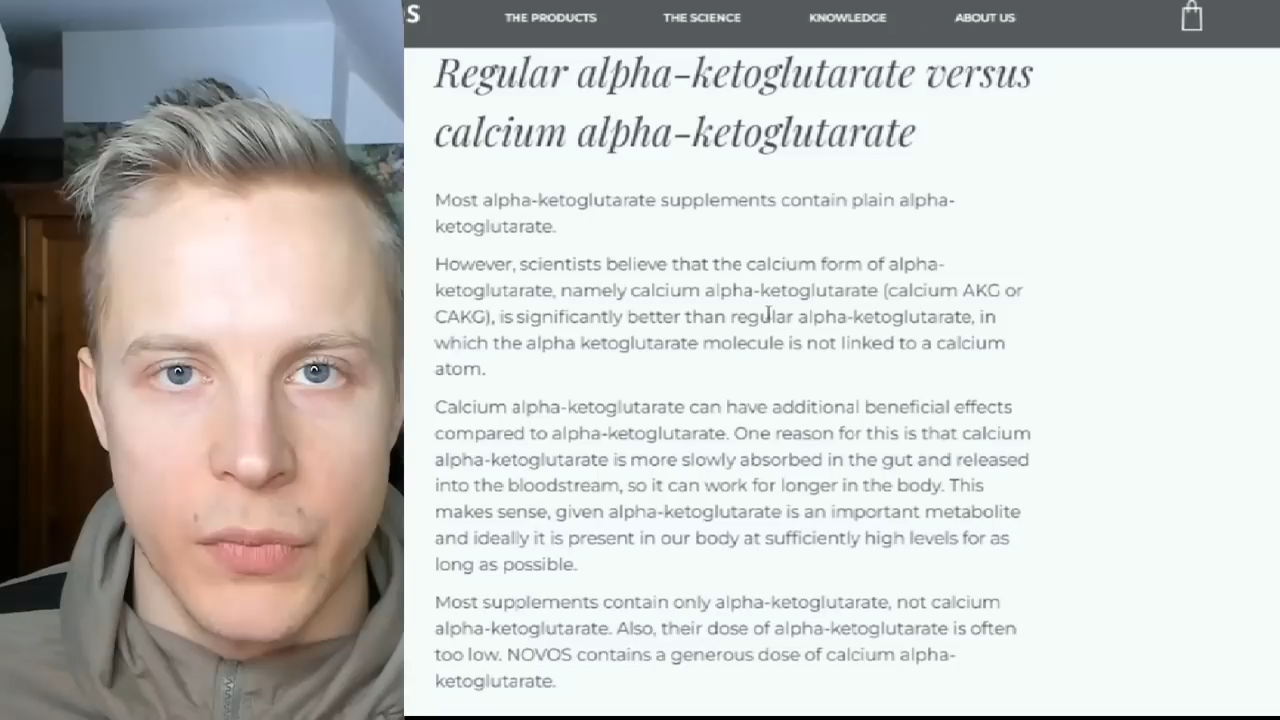 OS THE PRODUCTS THE SCIENCE KNOWLEDGE ABOUT US
Regular alpha-ketoglutarate versus
calcium alpha-ketoglutarate
Most alpha-ketoglutarate supplements contain plain alpha-
ketoglutarate.
However, scientists believe that the calcium form of alpha-
ketoglutarate, namely calcium alpha-ketoglutarate (calcium AKG or
CAKG), is significantly better than regular alpha-ketoglutarate, in
which the alpha ketoglutarate molecule is not linked to a calcium
atom.
Calcium alpha-ketoglutarate can have additional beneficial effects
compared to alpha-ketoglutarate. One reason for this is that calcium
alpha-ketoglutarate is more slowly absorbed in the gut and released
into the bloodstream, so it can work for longer in the body. This
makes sense, given alpha-ketoglutarate is an important metabolite
and ideally it is present in our body at sufficiently high levels for as
long as possible.
Most supplements contain only alpha-ketoglutarate, not calcium
alpha-ketoglutarate. Also, their dose of alpha-ketoglutarate is often
too low. NOVOS contains a generous dose of calcium alpha-
ketoglutarate.